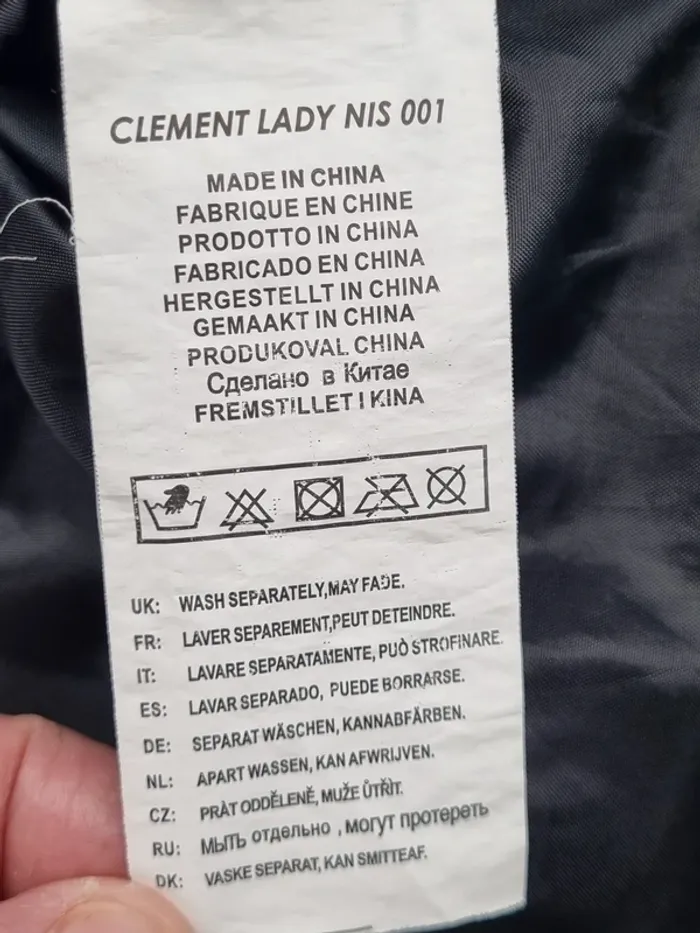 CLEMENT LADY NIS 001
MADE IN CHINA
FABRIQUE EN CHINE
PRODOTTO IN CHINA
FABRICADO EN CHINA
HERGESTELLT IN CHINA
GEMAAKT IN CHINA
PRODUKOVAL CHINA
Сделано в Китае
FREMSTILLET I KINA
UK: WASH SEPARATELY,MAY FADE.
FR: LAVER SEPAREMENT,PEUT DETEINDRE.
IT: LAVARE SEPARATAMENTE, PUÒ STROFINARE.
ES: LAVAR SEPARADO, PUEDE BORRARSE.
DE: SEPARAT WÄSCHEN, KANNABFÄRBEN.
NL: APART WASSEN, KAN AFWRIJVEN.
CZ: PRÀT ODDĚLENĚ, MUŽE ŮTŘÌT.
RU: МЫТЬ отдельно , могут протереть
DK: VASKE SEPARAT, KAN SMITTEAF.